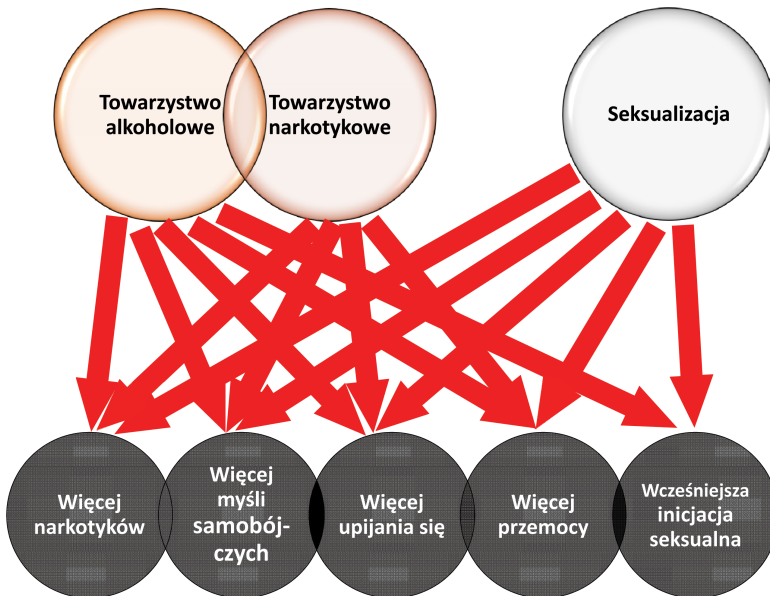 Towarzystwo
alkoholowe
Towarzystwo
narkotykowe
Seksualizacja
Więcej
narkotyków
Więcej
myśli
samobój-
czych
Więcej
upijania się
Więcej
przemocy
Wcześniejsza
inicjacja
seksualna